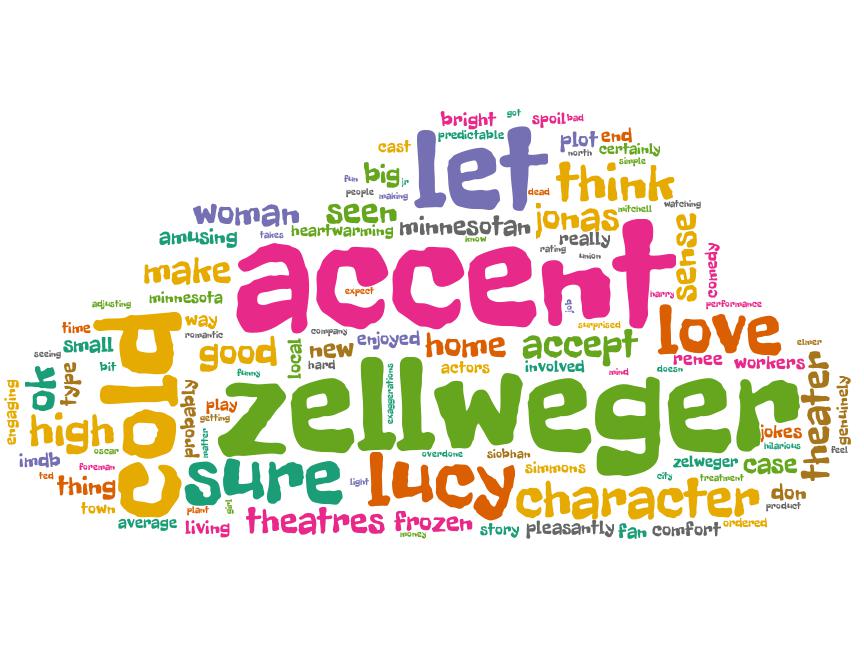 bright
got
spoil
bad
predictable
cast
let
plot
end
north
certainly
simple
fun
big
jr
people
making
dead
think
woman
seen
minnesotan
jonas
mitchell
watching
amusing
takes
heartwarming
know
really
rating
union
sense
comedy
make
accent
expect
job
harry
performance
adjusting
minnesota
time
way
romantic
company
surprised
seeing
small
cold
good
local
new
hard
enjoyed
home
accept
love
renee
workers
elmer
ok
type
bit
funny
actors
involved
mind
doesn
engaging
high
oscar
probably
play
getting
matter
zellweger
exaggerations
jokes
hilarious
theater
genuinely
feel
imdb
foreman
ted
thing
sure
overdone
siobhan
light
lucy
simmons
zellweger
case
city
treatment
town
plant
girl
character
don
product
average
living
theatres
frozen
money
story
pleasantly
fan
comfort
ordered